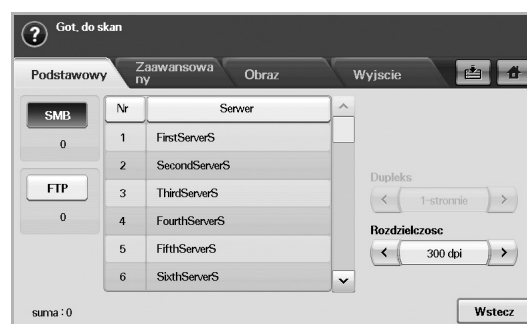 Got. do skan
Podstawowy
Zaawansowa
ny
Obraz
Wyjscie
SMB
0
FTP
0
Nr Serwer
1 FirstServerS
2 SecondServerS
3 ThirdServerS
4 FourthServerS
5 FifthServerS
6 SixthServerS
Dupleks
1-stronnie
Rozdzielczosc
300 dpi
suma : 0
Wstecz